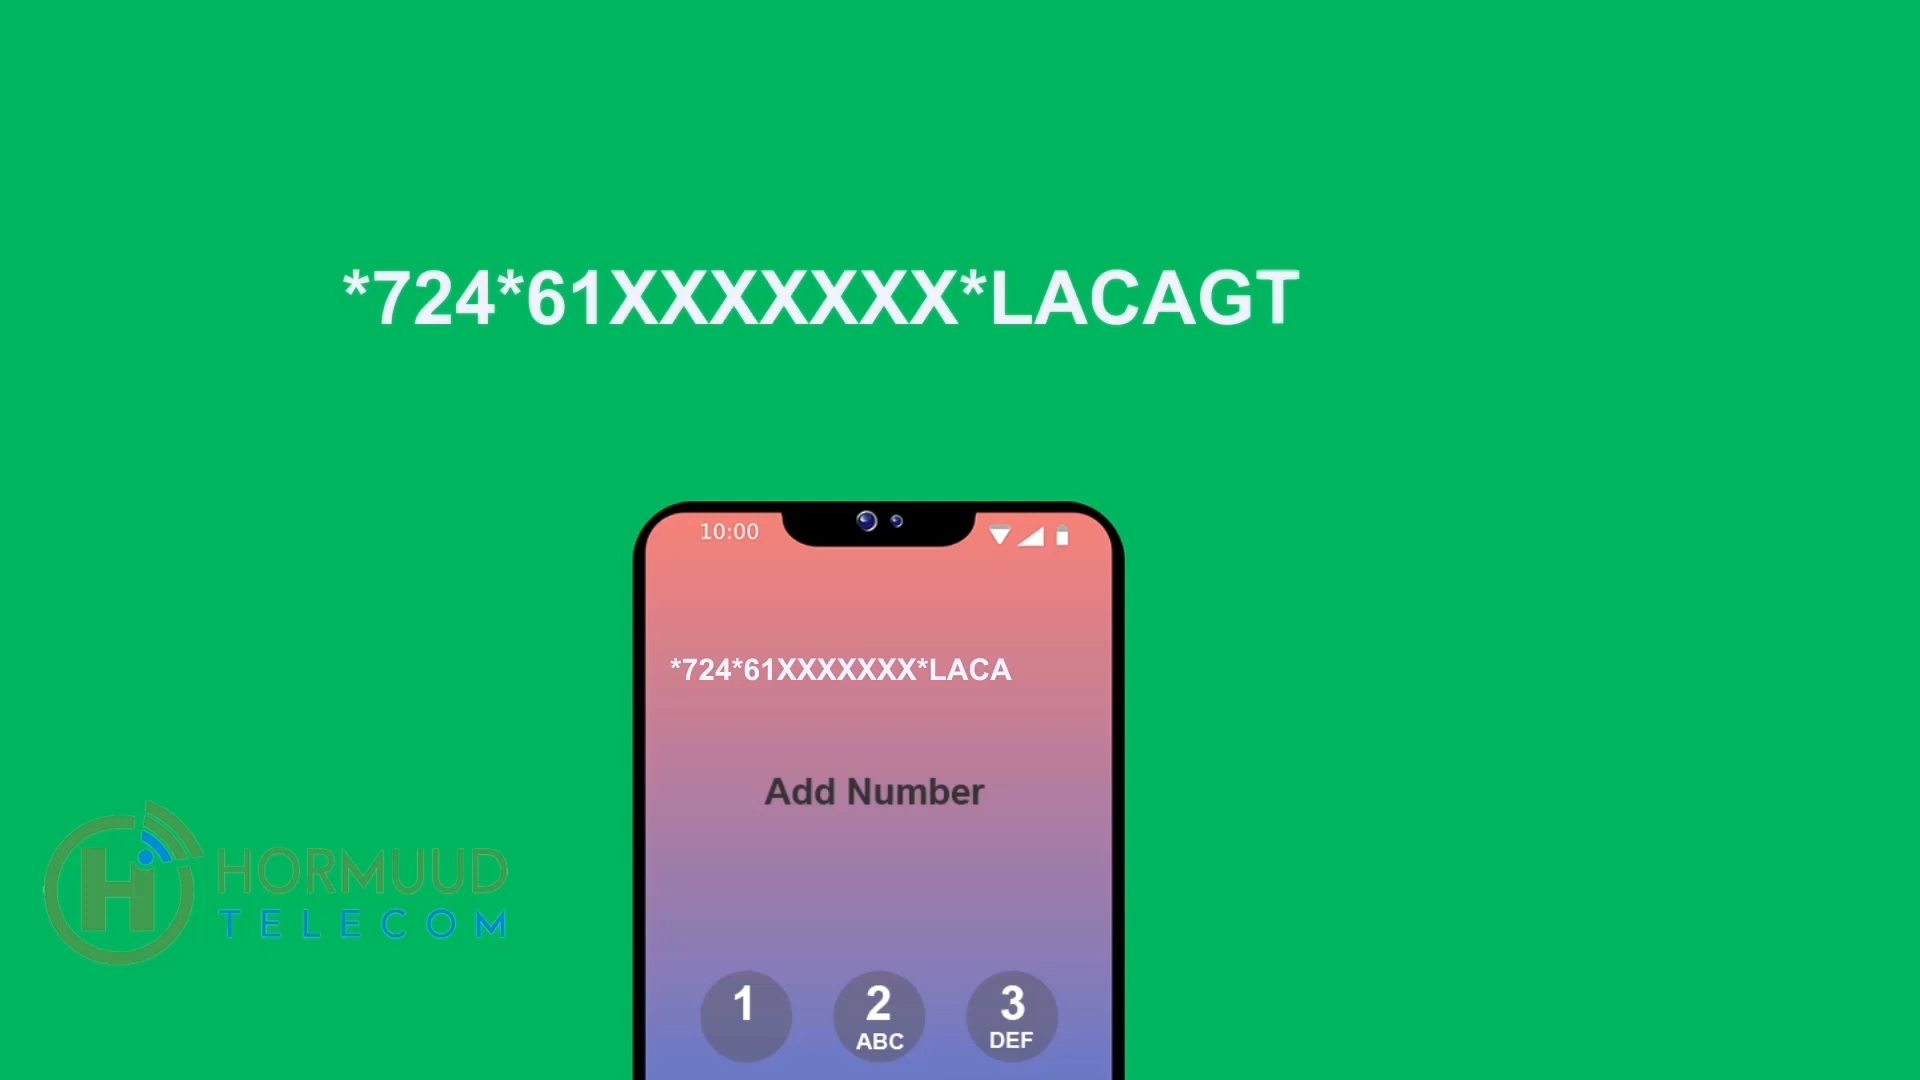 *724*61XXXXXXX*LACAGT
10:00
*724*61XXXXXXX*LACA
Add Number
HORMUUD
TELECOM
1 2 3
ABC DEF